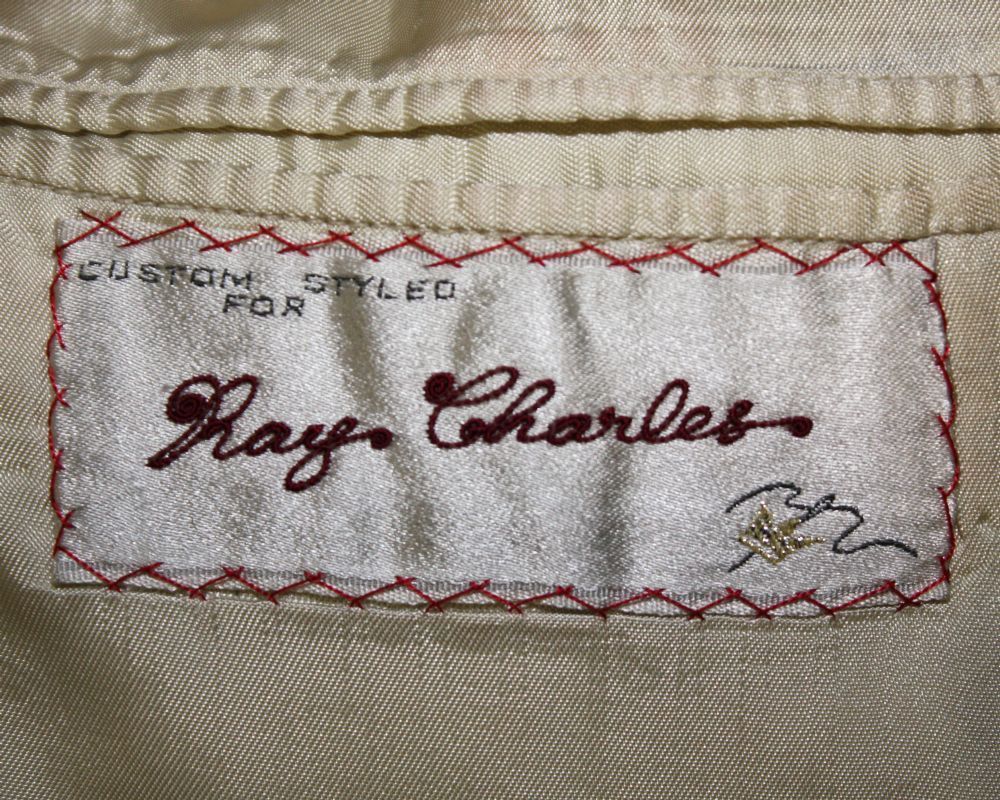 CUSTOM STYLED
FOR
Ray Charles